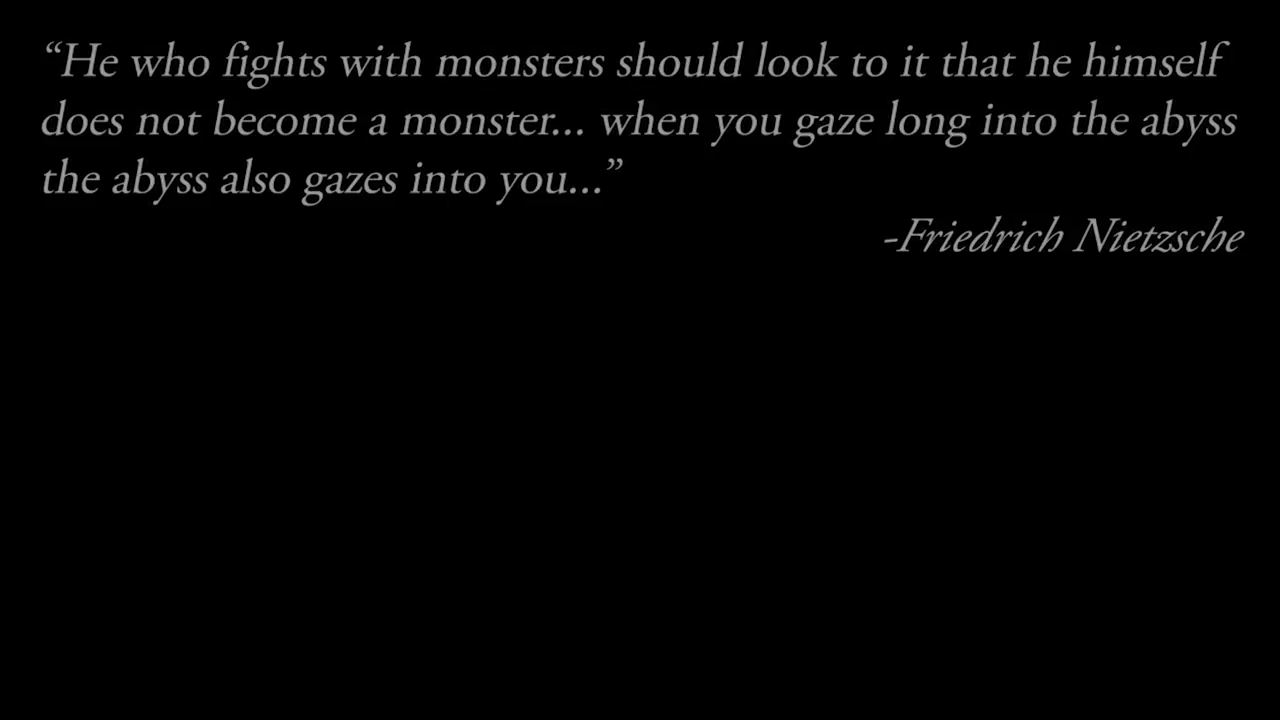 “He who fights with monsters should look to it that he himself
does not become a monster... when you gaze long into the abyss
the abyss also gazes into you...”
-Friedrich Nietzsche